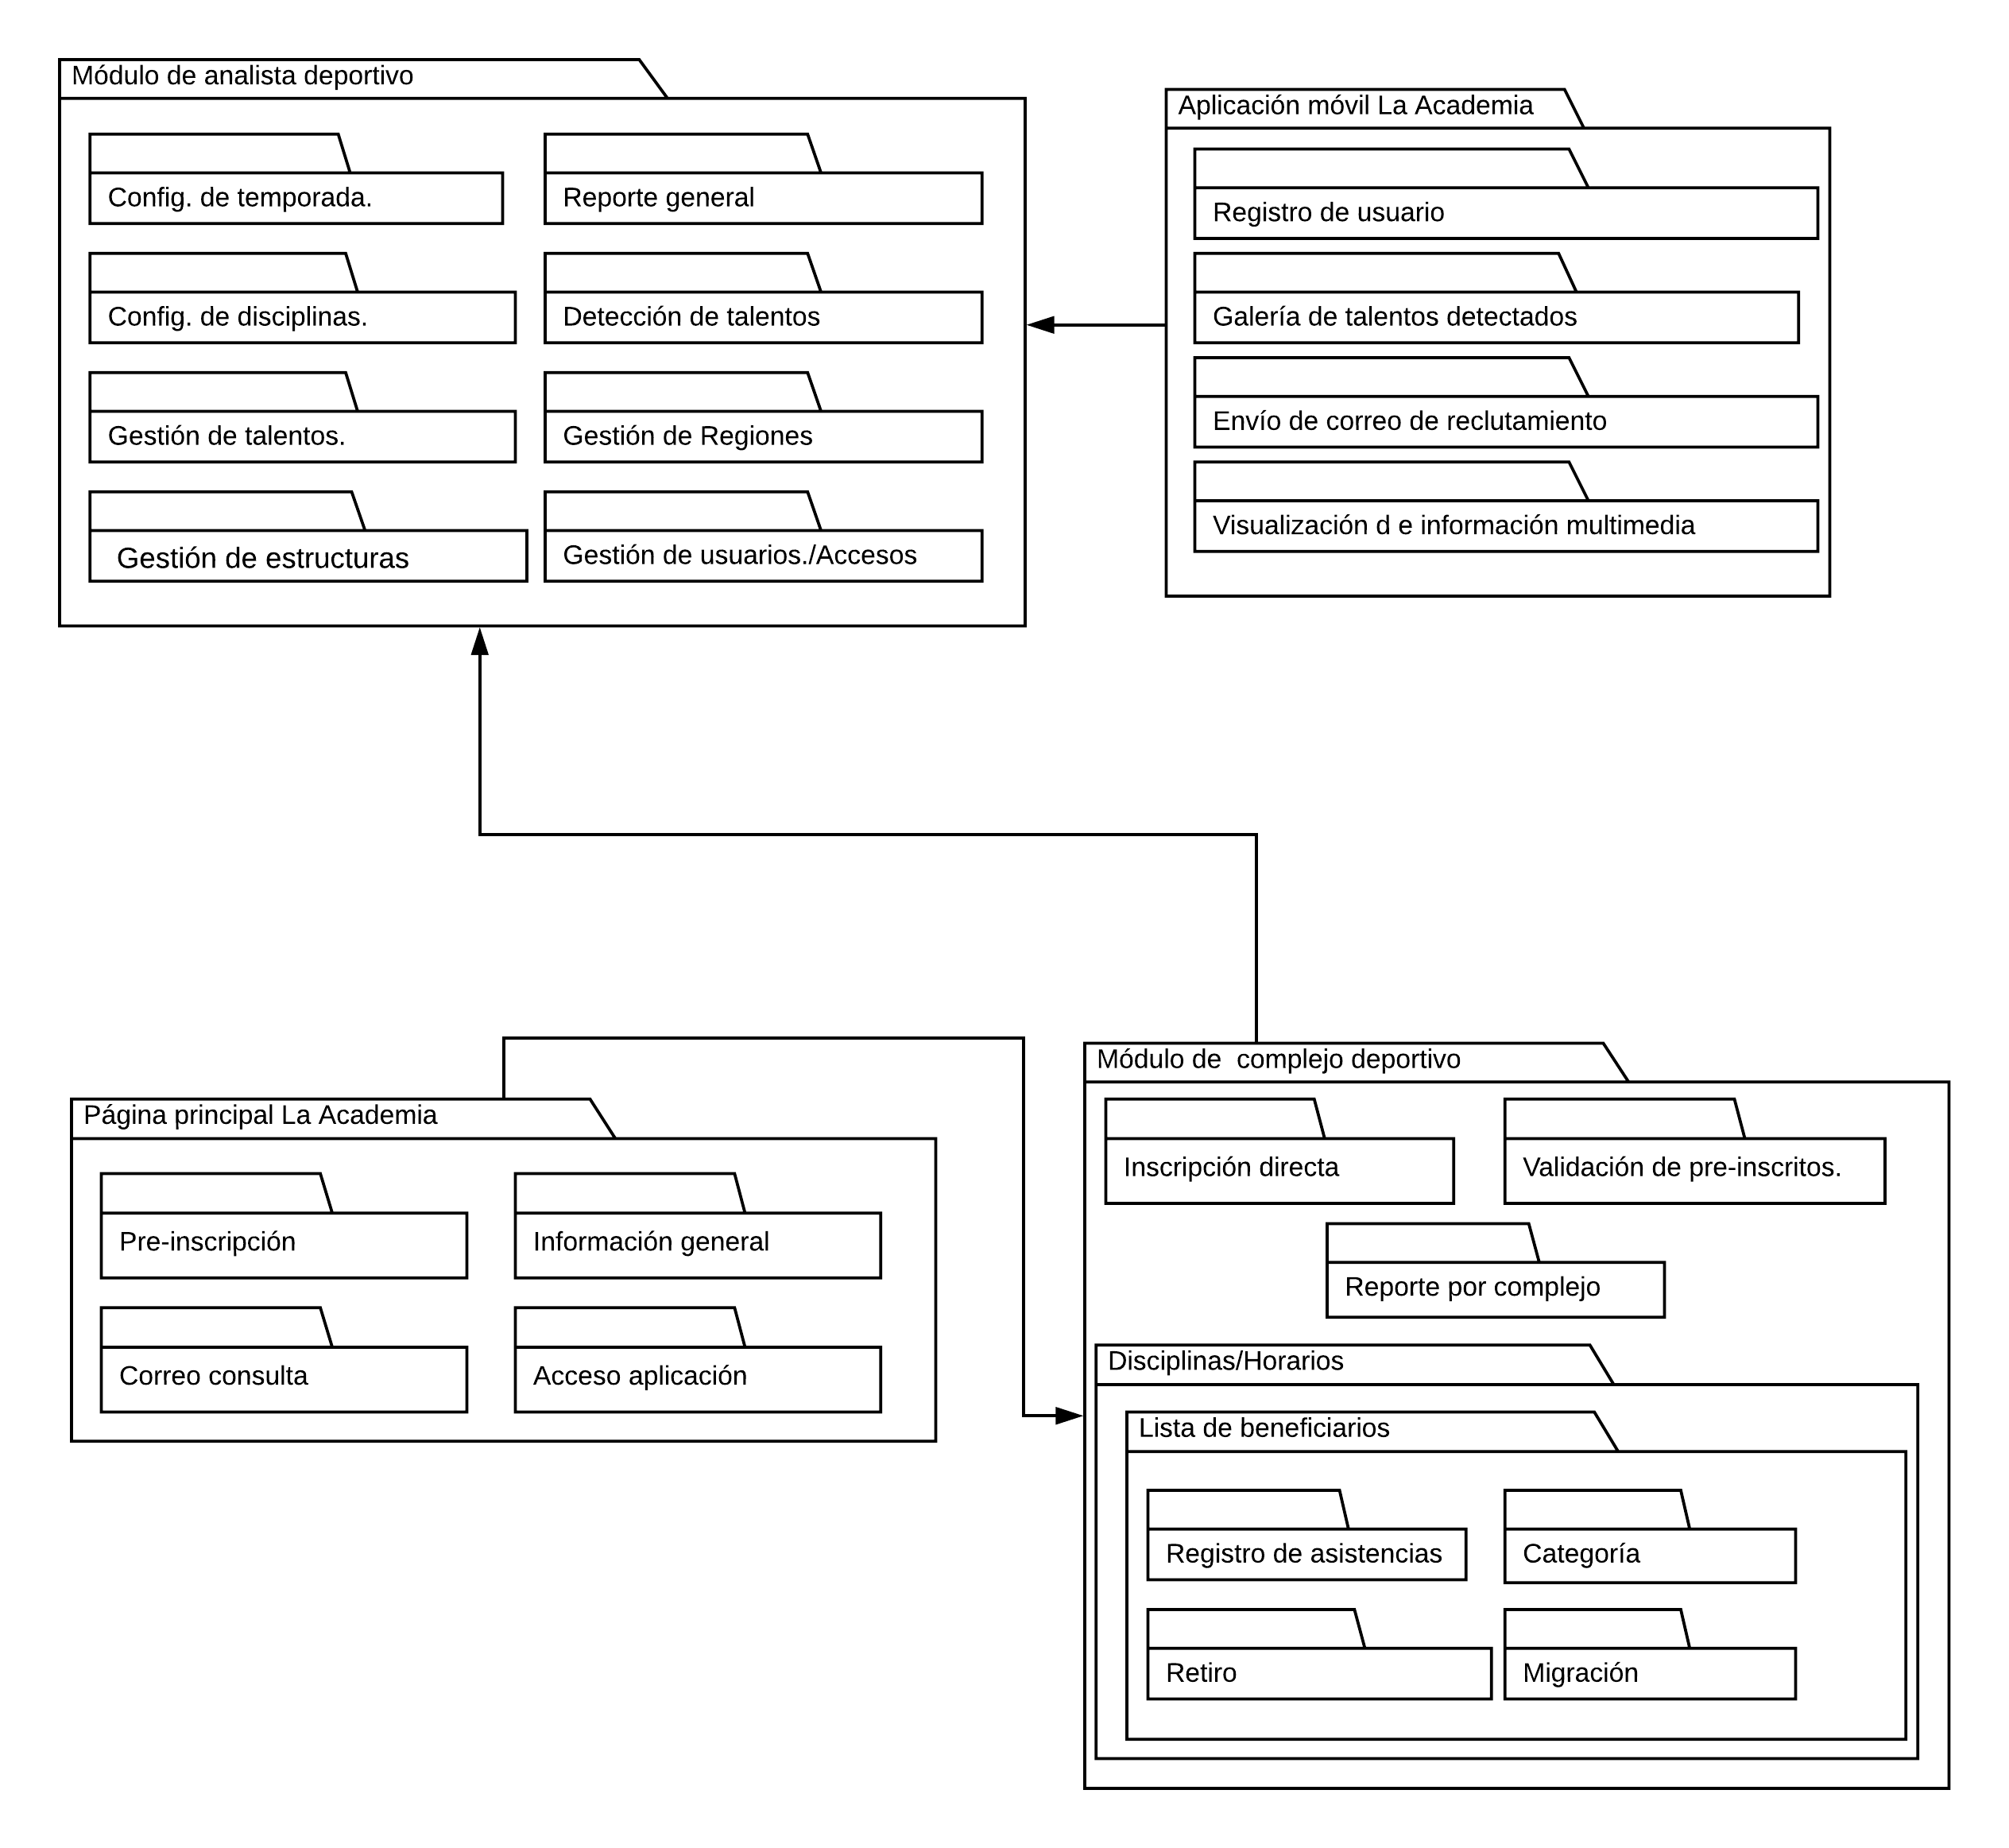 Módulo de analista deportivo
Config. de temporada.
Reporte general
Config. de disciplinas.
Detección de talentos
Gestión de talentos.
Gestión de Regiones
Gestión de estructuras
Gestión de usuarios./Accesos
Aplicación móvil La Academia
Registro de usuario
Galería de talentos detectados
Envío de correo de reclutamiento
Visualización d e información multimedia
Página principal La Academia
Pre-inscripción
Información general
Correo consulta
Acceso aplicación
Módulo de  complejo deportivo
Inscripción directa
Validación de pre-inscritos.
Reporte por complejo
Disciplinas/Horarios
Lista de beneficiarios
Registro de asistencias
Categoría
Retiro
Migración